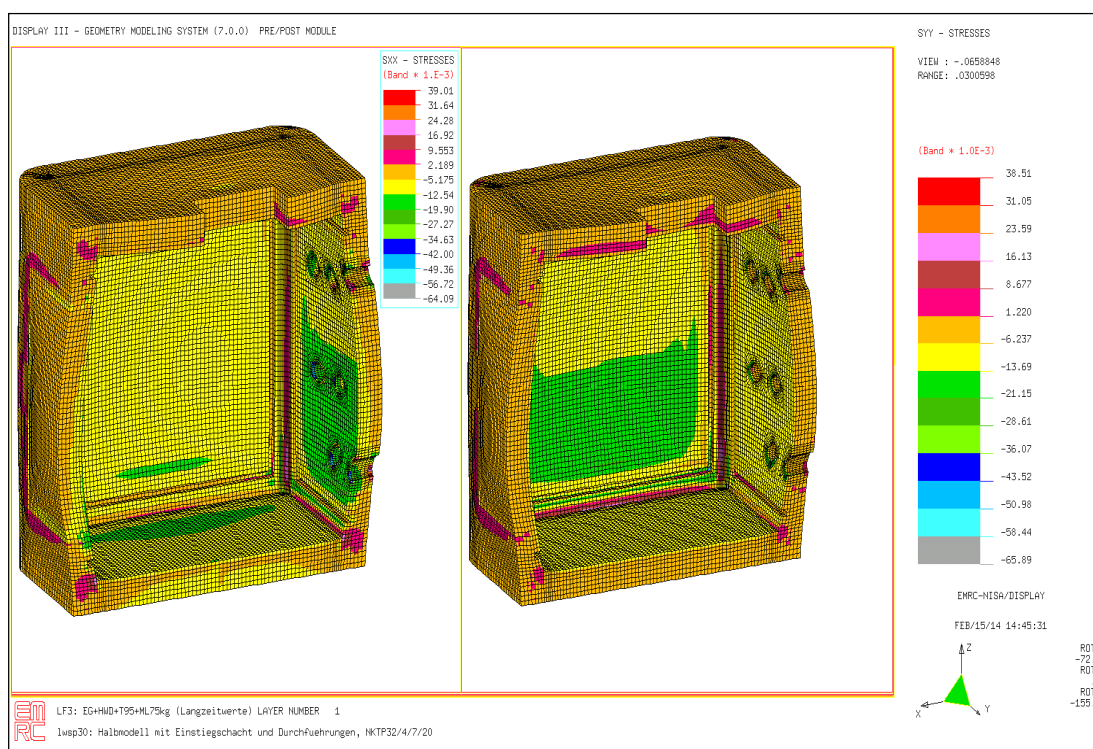 DISPLAY III - GEOMETRY MODELING SYSTEM (7.0.0) PRE/POST MODULE
SXX - STRESSES
(Band * 1.E-3)
39.01
31.64
24.28
16.92
9.553
2.189
-5.175
-12.54
-19.90
-27.27
-34.63
-42.00
-49.36
-56.72
-64.09
SYY - STRESSES
VIEW : -.0658848
RANGE: .0300598
(Band * 1.0E-3)
38.51
31.05
23.59
16.13
8.677
1.220
-6.237
-13.69
-21.15
-28.61
-36.07
-43.52
-50.98
-58.44
-65.89
EMRC-NISA/DISPLAY
FEB/15/14 14:45:31
Z
X
Y
ROT
-72.
ROT
ROT
-155.
EMRC
LF3: EG+HWD+T95+ML75kg (Langzeitwerte) LAYER NUMBER 1
lwsp30: Halbmodell mit Einstiegschacht und Durchfuehrungen, NKTP32/4/7/20